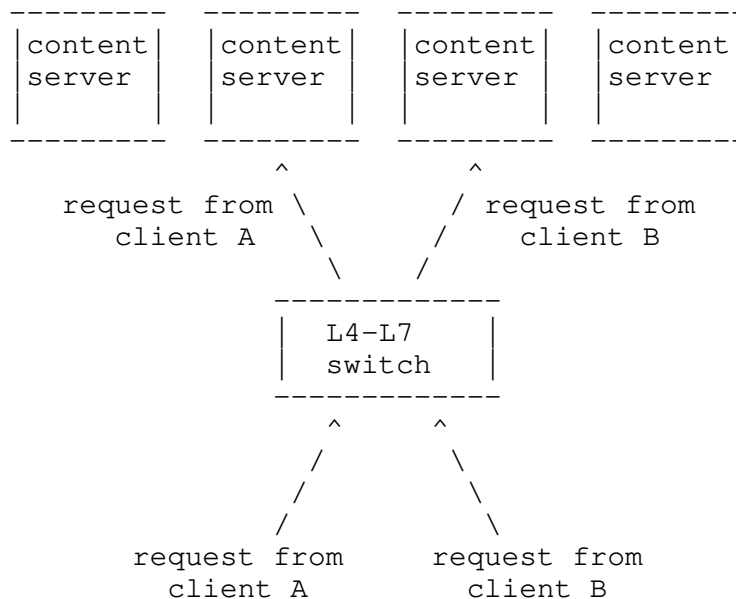 content content content content
server server server server
request from request from
client A client B
L4-L7
switch
request from request from
client A client B